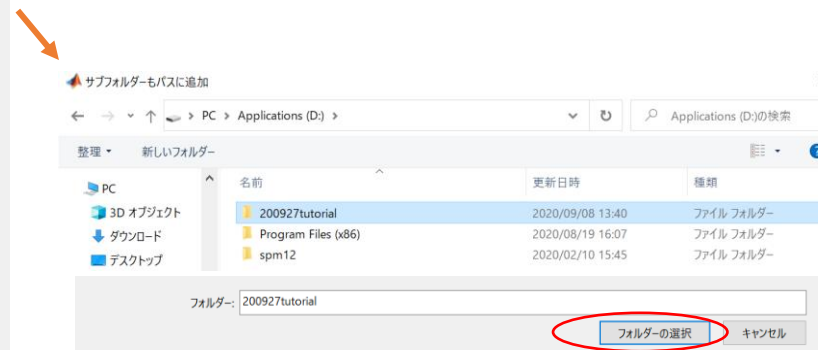 サブフォルダーもパスに追加
PC > Applications (D:) > Applications (D:)の検索
整理 新しいフォルダー
名前 更新日時 種類
PC
3D オブジェクト
ダウンロード
デスクトップ
200927tutorial 2020/09/08 13:40 ファイル フォルダー
Program Files (x86) 2020/08/19 16:07 ファイル フォルダー
spm12 2020/02/10 15:45 ファイル フォルダー
フォルダー: 200927tutorial
フォルダーの選択 キャンセル